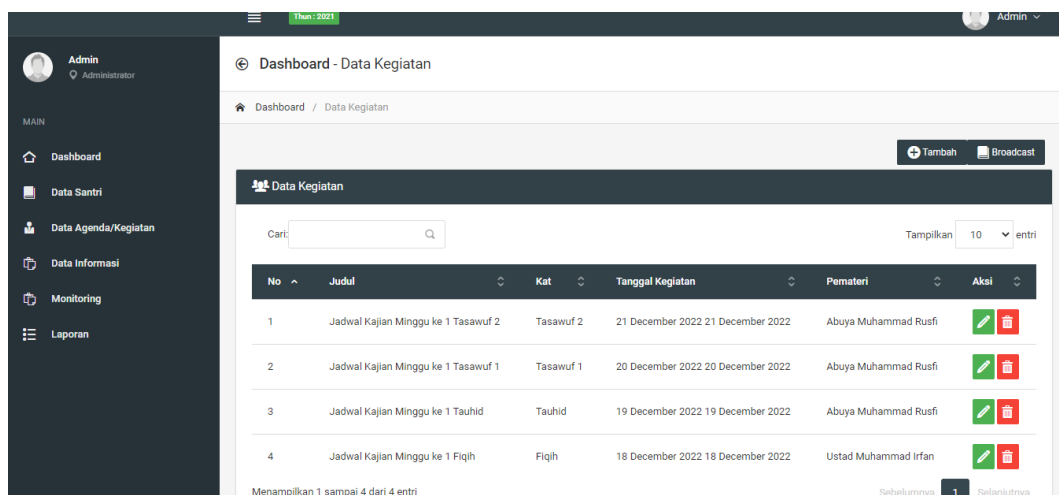 Thun : 2021
Admin
Admin
Administrator
MAIN
Dashboard
Data Santri
Data Agenda/Kegiatan
Data Informasi
Monitoring
Laporan
Dashboard - Data Kegiatan
Dashboard / Data Kegiatan
Tambah Broadcast
Data Kegiatan
Cari: Tampilkan 10 entri
No Judul Kat Tanggal Kegiatan Pemateri Aksi
1 Jadwal Kajian Minggu ke 1 Tasawuf 2 Tasawuf 2 21 December 2022 21 December 2022 Abuya Muhammad Rusfi
2 Jadwal Kajian Minggu ke 1 Tasawuf 1 Tasawuf 1 20 December 2022 20 December 2022 Abuya Muhammad Rusfi
3 Jadwal Kajian Minggu ke 1 Tauhid Tauhid 19 December 2022 19 December 2022 Abuya Muhammad Rusfi
4 Jadwal Kajian Minggu ke 1 Fiqih Fiqih 18 December 2022 18 December 2022 Ustad Muhammad Irfan
Menampilkan 1 sampai 4 dari 4 entri Sebelumnya 1 Selanjutnya